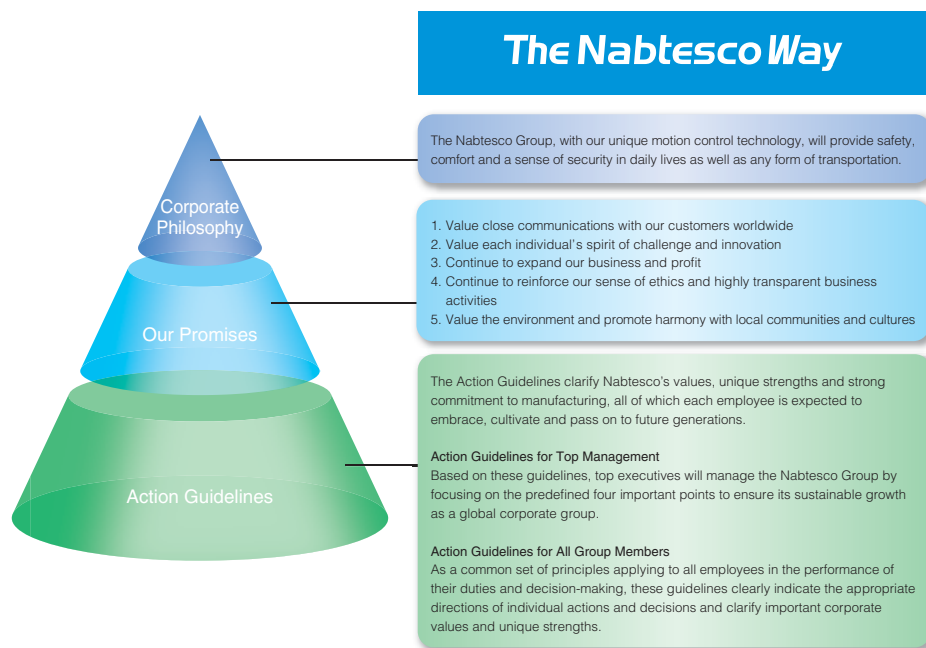 The Nabtesco Way
The Nabtesco Group, with our unique motion control technology, will provide safety,
comfort and a sense of security in daily lives as well as any form of transportation.
Corporate
Philosophy
1. Value close communications with our customers worldwide
2. Value each individual's spirit of challenge and innovation
3. Continue to expand our business and profit
4. Continue to reinforce our sense of ethics and highly transparent business
activities
5. Value the environment and promote harmony with local communities and cultures
Our Promises
The Action Guidelines clarify Nabtesco's values, unique strengths and strong
commitment to manufacturing, all of which each employee is expected to
embrace, cultivate and pass on to future generations.
Action Guidelines for Top Management
Based on these guidelines, top executives will manage the Nabtesco Group by
focusing on the predefined four important points to ensure its sustainable growth
as a global corporate group.
Action Guidelines for All Group Members
As a common set of principles applying to all employees in the performance of
their duties and decision-making, these guidelines clearly indicate the appropriate
directions of individual actions and decisions and clarify important corporate
values and unique strengths.
Action Guidelines